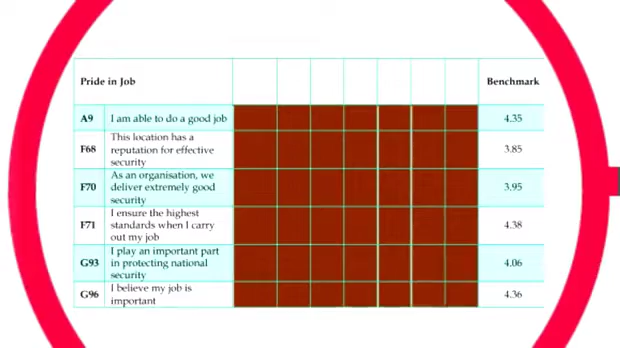 Pride in Job Benchmark
A9 I am able to do a good job 4.35
This location has a
F68 reputation for effective 3.85
security
As an organisation, we
F70 deliver extremely good 3.95
security
I ensure the highest
F71 standards when I carry 4.38
out my job
I play an important part
G93 in protecting national 4.06
security
G96 I believe my job is 4.36
important